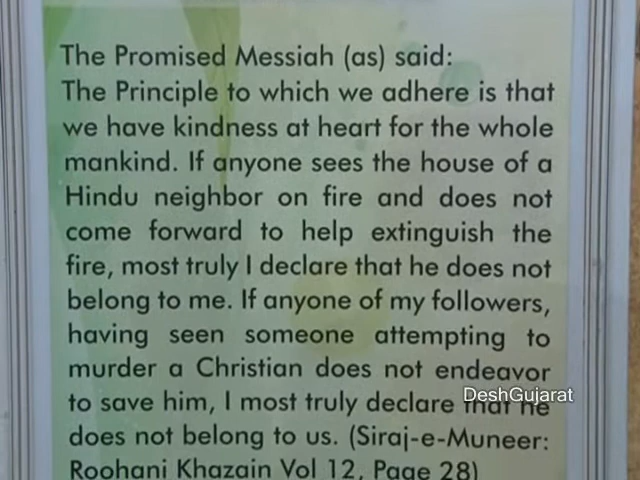 The Promised Messiah (as) said:
The Principle to which we adhere is that
we have kindness at heart for the whole
mankind. If anyone sees the house of a
Hindu neighbor on fire and does not
come forward to help extinguish the
fire, most truly I declare that he does not
belong to me. If anyone of my followers,
having seen someone attempting to
murder a Christian does not endeavor
DeshGujarat
to save him, I most truly declare that he
does not belong to us. (Siraj-e-Muneer:
Roohani Khazain Vol 12, Page 28)